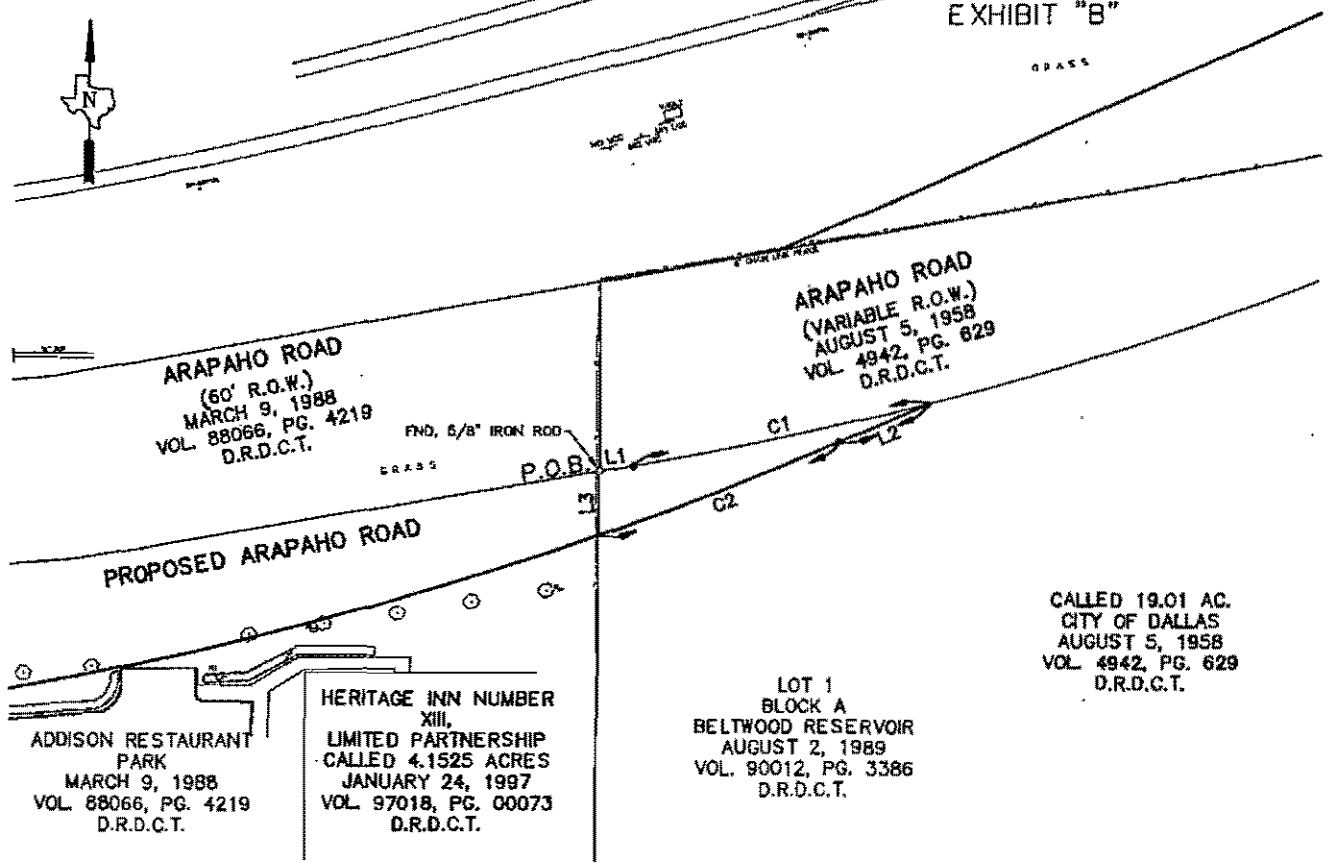 EXHIBIT "B"
N
GRASS
ARAPAHO ROAD
(VARIABLE R.O.W.)
AUGUST 5, 1958
VOL. 4942, PG. 629
D.R.D.C.T.
ARAPAHO ROAD
(60' R.O.W.)
MARCH 9, 1988
VOL. 88066, PG. 4219
D.R.D.C.T.
FND. 5/8" IRON ROD
GRASS
P.O.B.
L1
C1
L2
L3
C2
PROPOSED ARAPAHO ROAD
CALLED 19.01 AC.
CITY OF DALLAS
AUGUST 5, 1958
VOL. 4942, PG. 629
D.R.D.C.T.
LOT 1
BLOCK A
BELTWOOD RESERVOIR
AUGUST 2, 1989
VOL. 90012, PG. 3386
D.R.D.C.T.
HERITAGE INN NUMBER
XIII,
LIMITED PARTNERSHIP
CALLED 4.1525 ACRES
JANUARY 24, 1997
VOL. 97018, PG. 00073
D.R.D.C.T.
ADDISON RESTAURANT
PARK
MARCH 9, 1988
VOL. 88066, PG. 4219
D.R.D.C.T.